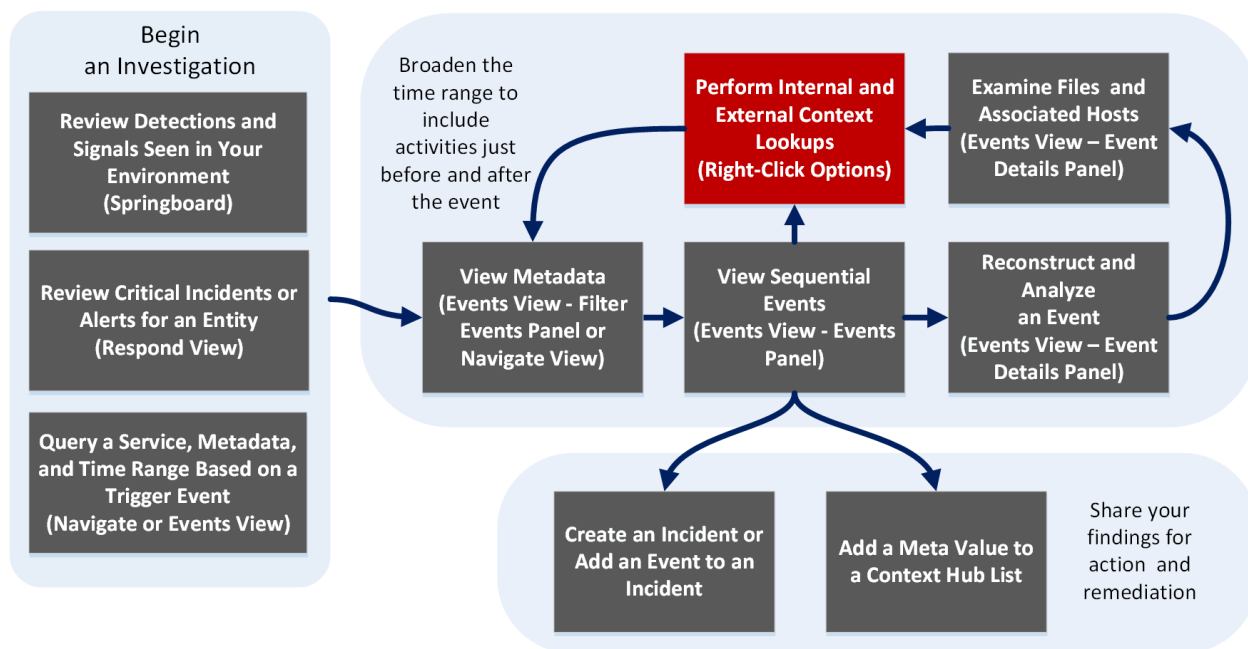 Begin
an Investigation
Review Detections and
Signals Seen in Your
Environment
(Springboard)
Review Critical Incidents or
Alerts for an Entity
(Respond View)
Query a Service, Metadata,
and Time Range Based on a
Trigger Event
(Navigate or Events View)
Broaden the
time range to
include
activities just
before and after
the event
Perform Internal and
External Context
Lookups
(Right-Click Options)
Examine Files and
Associated Hosts
(Events View – Event
Details Panel)
View Metadata
(Events View - Filter
Events Panel or
Navigate View)
View Sequential
Events
(Events View - Events
Panel)
Reconstruct and
Analyze
an Event
(Events View – Event
Details Panel)
Create an Incident or
Add an Event to an
Incident
Add a Meta Value to
a Context Hub List
Share your
findings for
action and
remediation